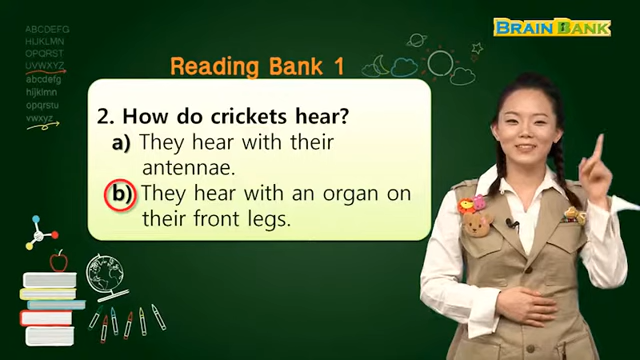 ABCDEFG
HIJKLMN
OPQRST
UVWXYZ
abcdefg
hijklmn
opqrstu
vwxyz
BRAIN BANK
Reading Bank 1
2. How do crickets hear?
a) They hear with their
antennae.
b) They hear with an organ on
their front legs.